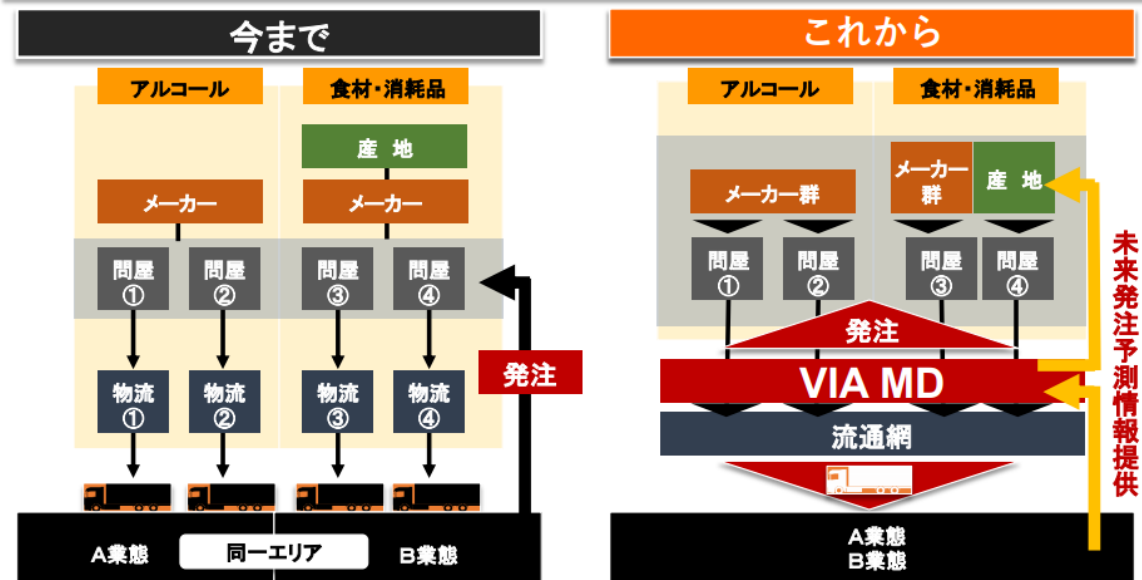 今まで
アルコール
食材・消耗品
産 地
メーカー
メーカー
問屋
①
問屋
②
問屋
③
問屋
④
発注
物流
①
物流
②
物流
③
物流
④
A業態
同一エリア
B業態
これから
アルコール
食材・消耗品
メーカー群
メーカー
群
産 地
問屋
①
問屋
②
問屋
③
問屋
④
発注
VIA MD
流通網
A業態
B業態
未来発注予測情報提供